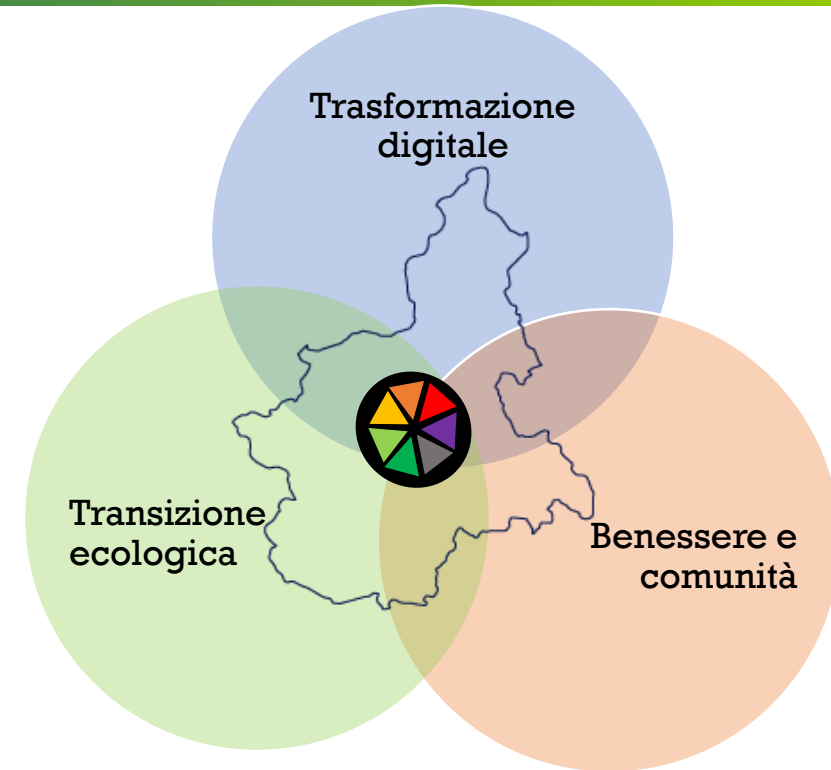 Trasformazione
digitale
Transizione
ecologica
Benessere e
comunità